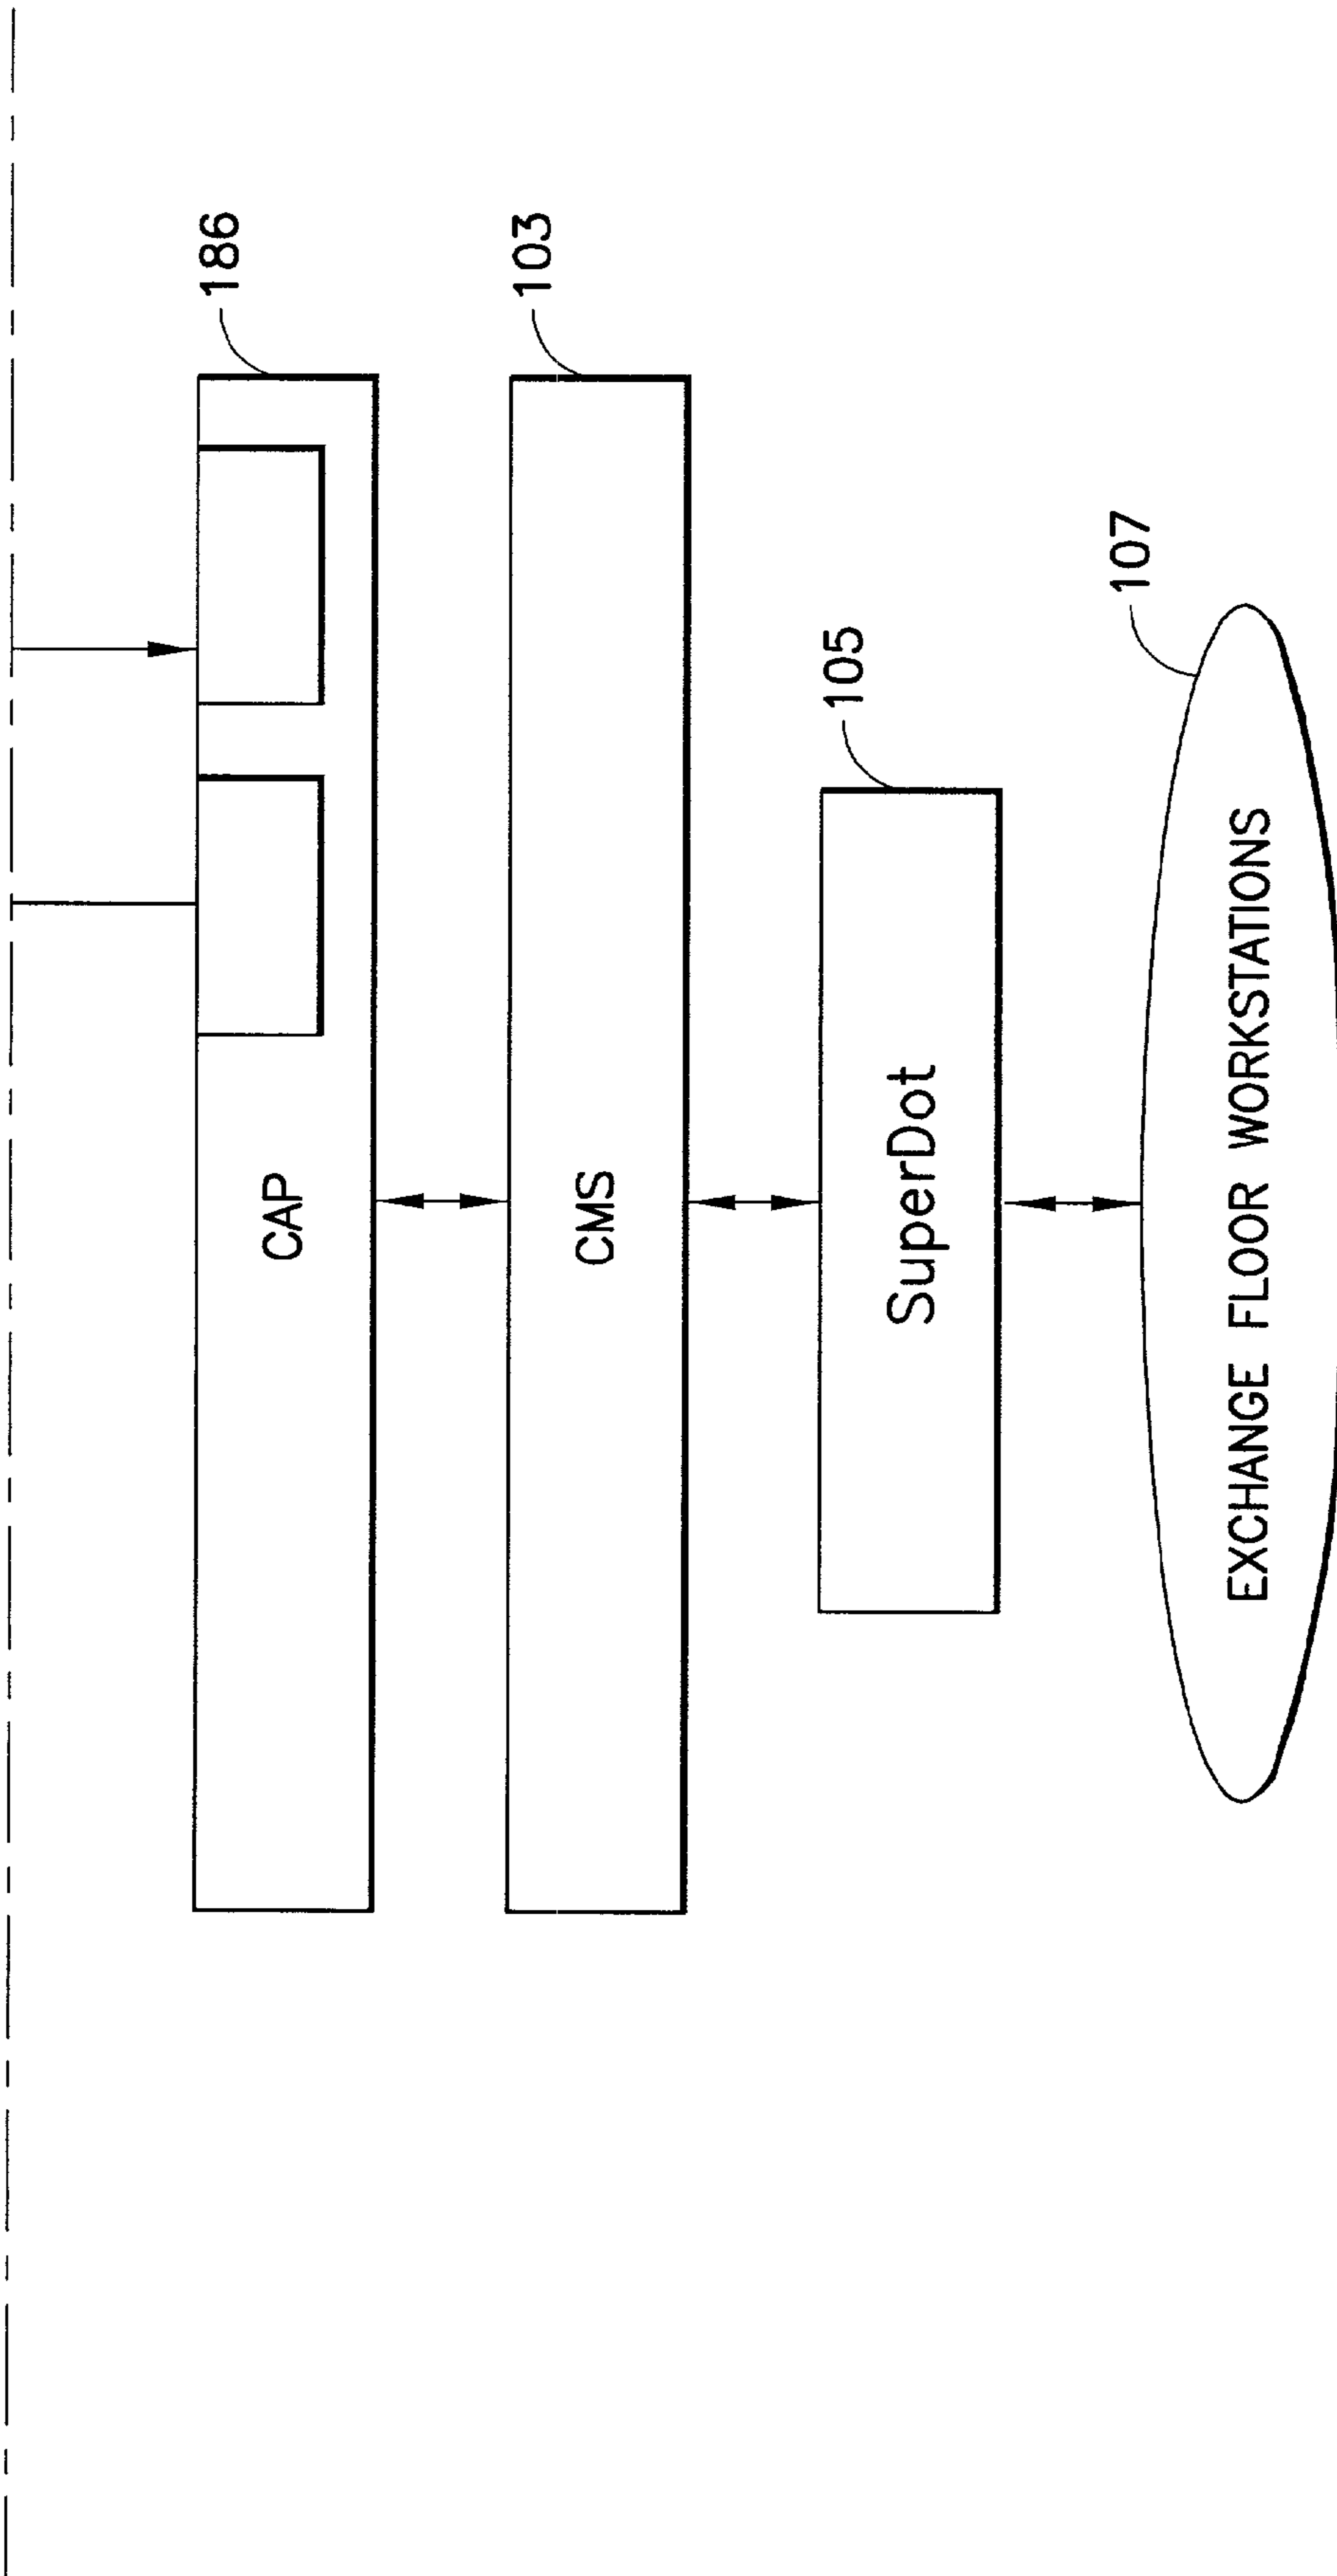 186
CAP
103
CMS
105
SuperDot
107
EXCHANGE FLOOR WORKSTATIONS